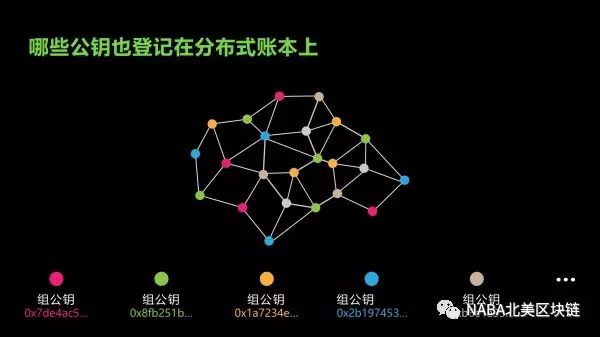 哪些公钥也登记在分布式账本上
组公钥
0x7de4ac5...
组公钥
0x8fb251b...
组公钥
0x1a7234e...
组公钥
0x2b197453...
组公钥
...
NABA北美区块链